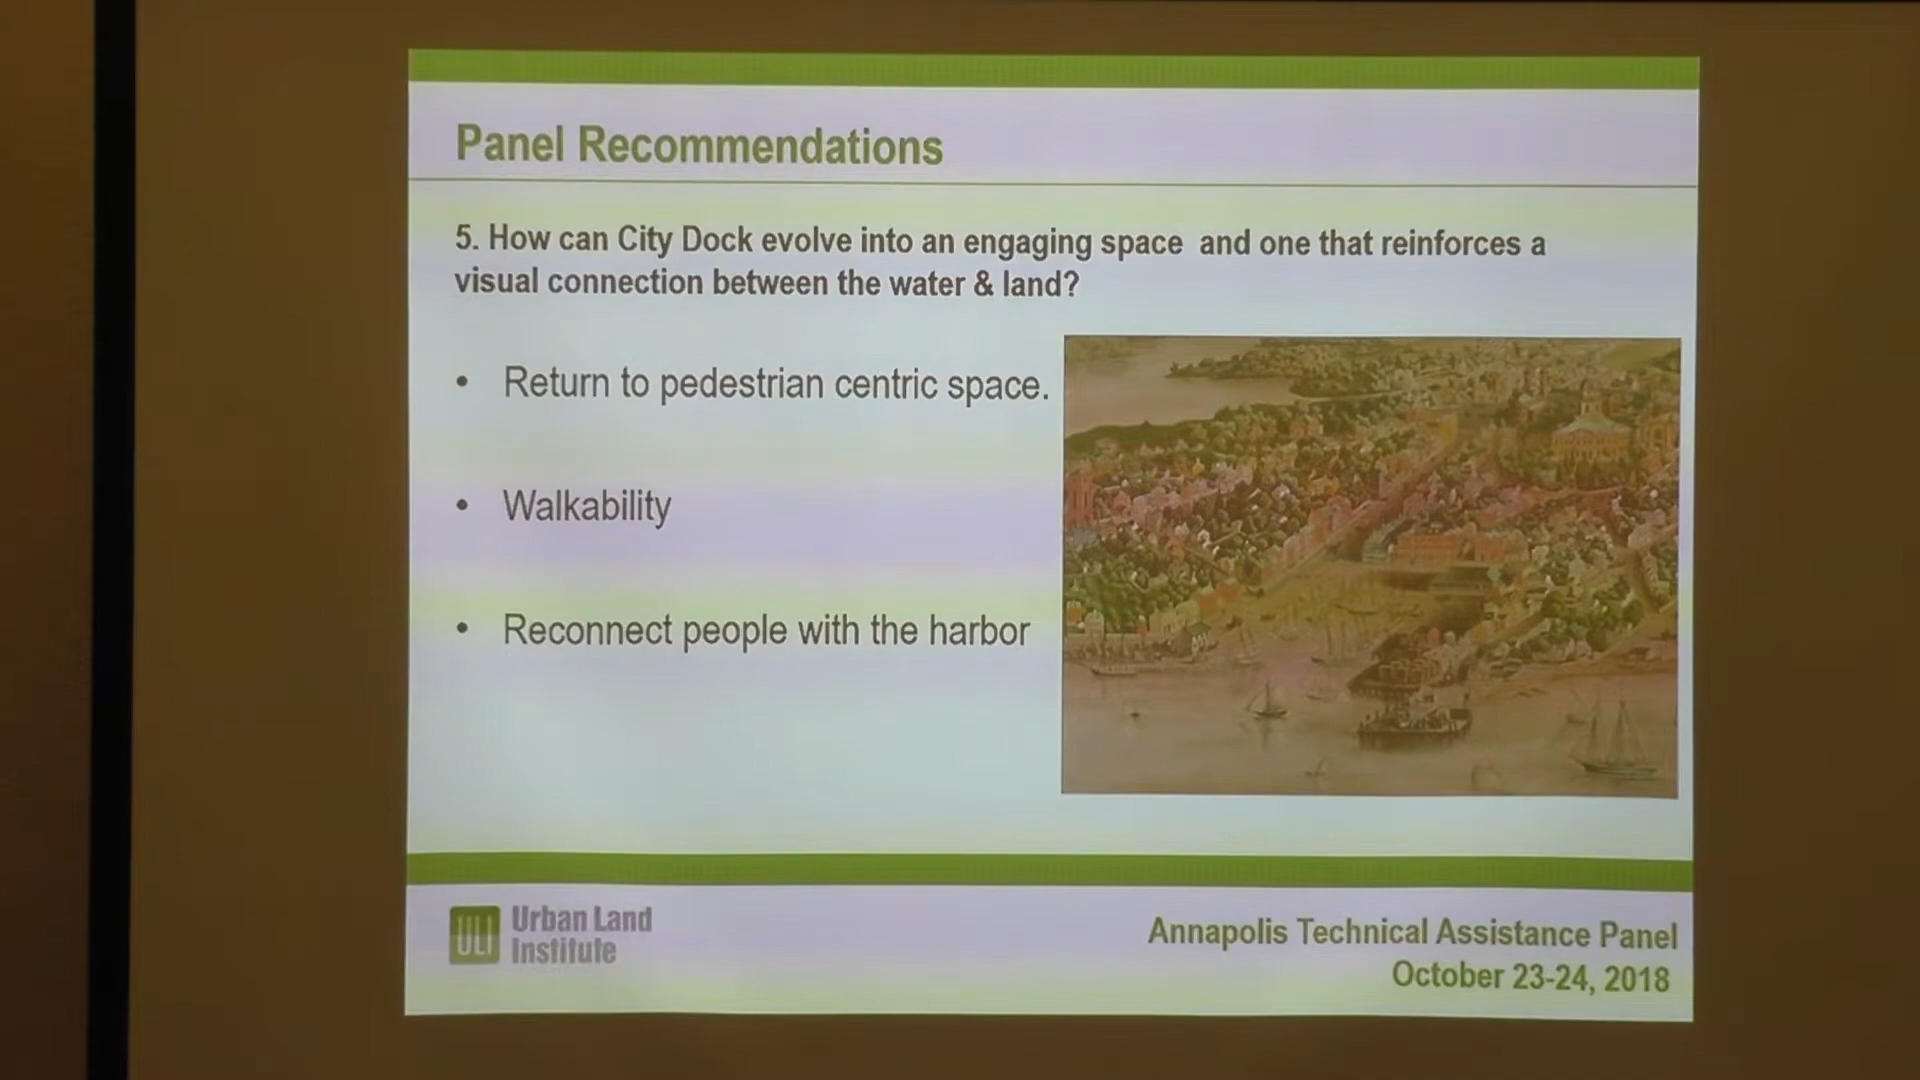 Panel Recommendations
5. How can City Dock evolve into an engaging space and one that reinforces a
visual connection between the water & land?
• Return to pedestrian centric space.
• Walkability
• Reconnect people with the harbor
ULI
Urban Land
Institute
Annapolis Technical Assistance Panel
October 23-24, 2018